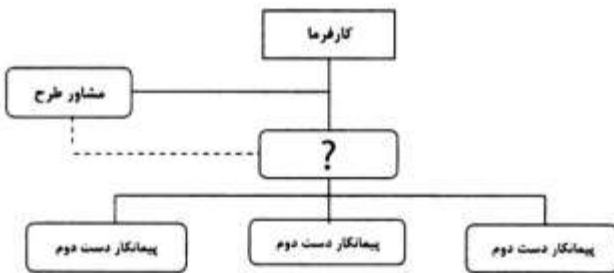 کارفرما
مشاور طرح
?
پیمانکار دست دوم
پیمانکار دست دوم
پیمانکار دست دوم